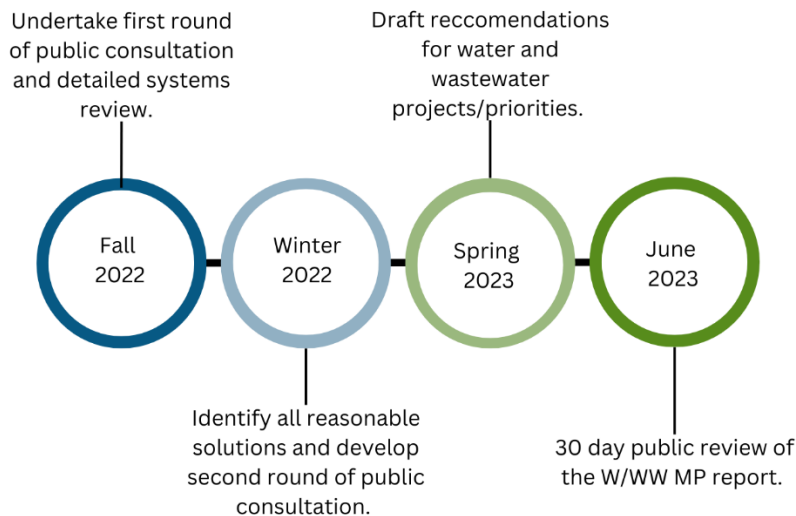 Undertake first round
of public consultation
and detailed systems
review.
Draft reccomendations
for water and
wastewater
projects/priorities.
Fall
2022
Winter
2022
Spring
2023
June
2023
Identify all reasonable
solutions and develop
second round of public
consultation.
30 day public review of
the W/WW MP report.